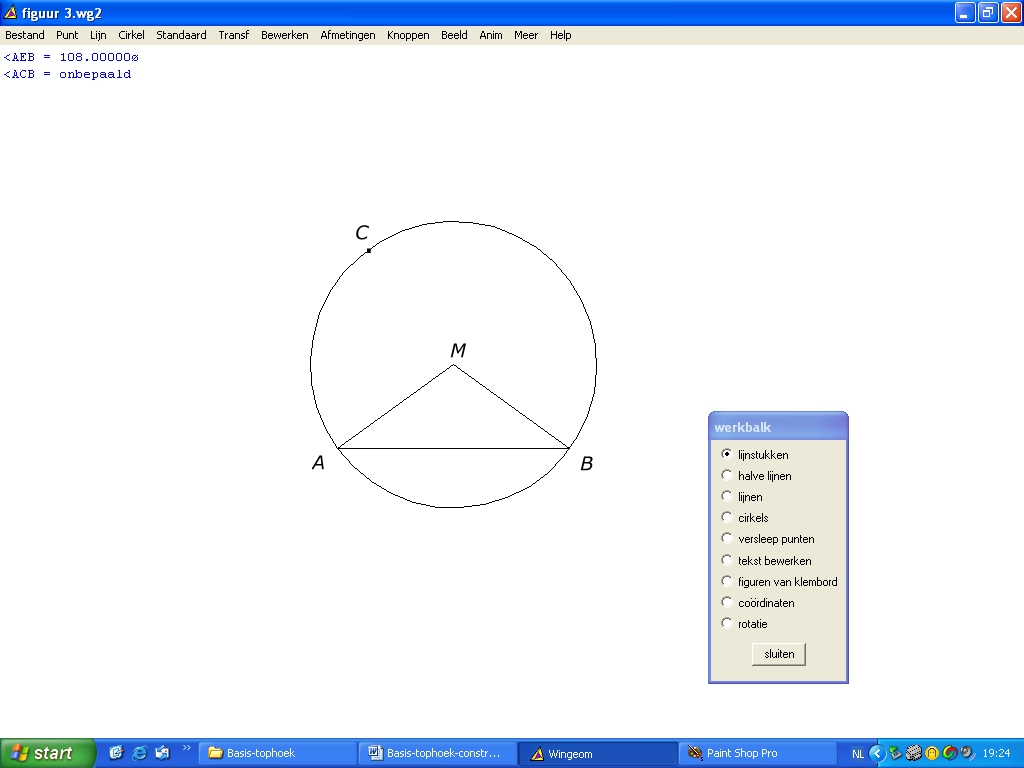 figuur 3.wg2
Bestand Punt Lijn Cirkel Standaard Transf Bewerken Afmetingen Knoppen Beeld Anim Meer Help
<AEB = 108.00000ø
<ACB = onbepaald
C
M
A
B
werkbalk
lijnstukken
halve lijnen
lijnen
cirkels
versleep punten
tekst bewerken
figuren van klembord
coördinaten
rotatie
sluiten
start Basis-tophoek Basis-tophoek-constr... Wingeom Paint Shop Pro NL 19:24